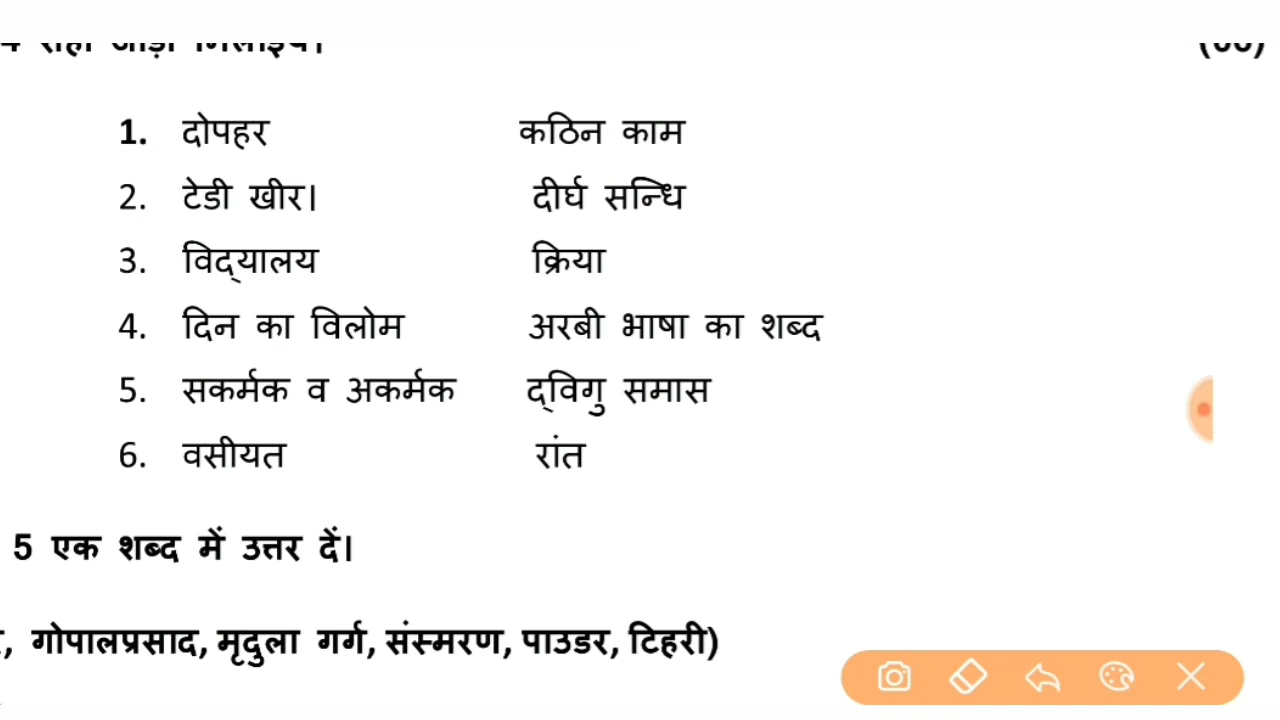 1. दोपहर कठिन काम
2. टेडी खीर। दीर्घ सन्धि
3. विद्यालय क्रिया
4. दिन का विलोम अरबी भाषा का शब्द
5. सकर्मक व अकर्मक द्विगु समास
6. वसीयत रांत
5 एक शब्द में उत्तर दें।
, गोपालप्रसाद, मृदुला गर्ग, संस्मरण, पाउडर, टिहरी)